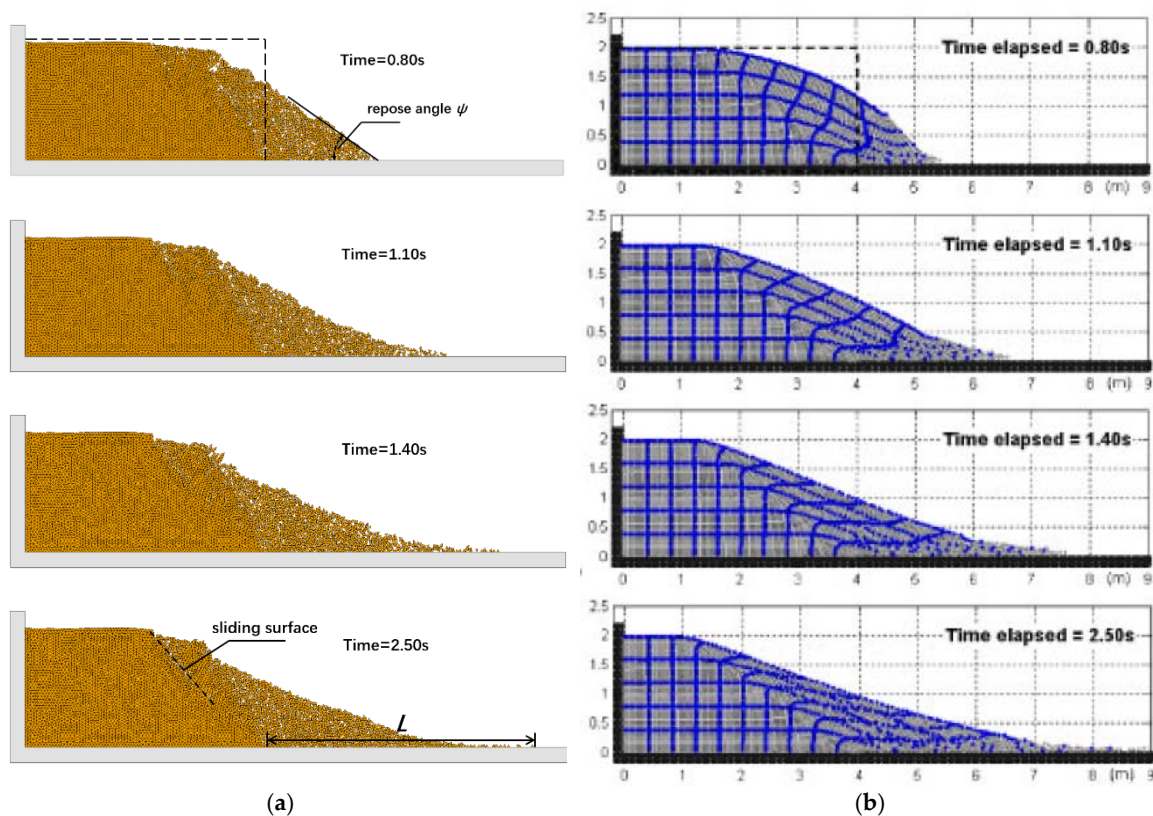 Time=0.80s
repose angle ψ
Time=1.10s
Time=1.40s
sliding surface
Time=2.50s
L
(a)
2.5
Time elapsed = 0.80s
2
1.5
1
0.5
0
0 1 2 3 4 5 6 7 8 (m) 9
2.5
Time elapsed = 1.10s
2
1.5
1
0.5
0
0 1 2 3 4 5 6 7 8 (m) 9
2.5
Time elapsed = 1.40s
2
1.5
1
0.5
0
0 1 2 3 4 5 6 7 8 (m) 9
2.5
Time elapsed = 2.50s
2
1.5
1
0.5
0
0 1 2 3 4 5 6 7 8 (m) 9
(b)